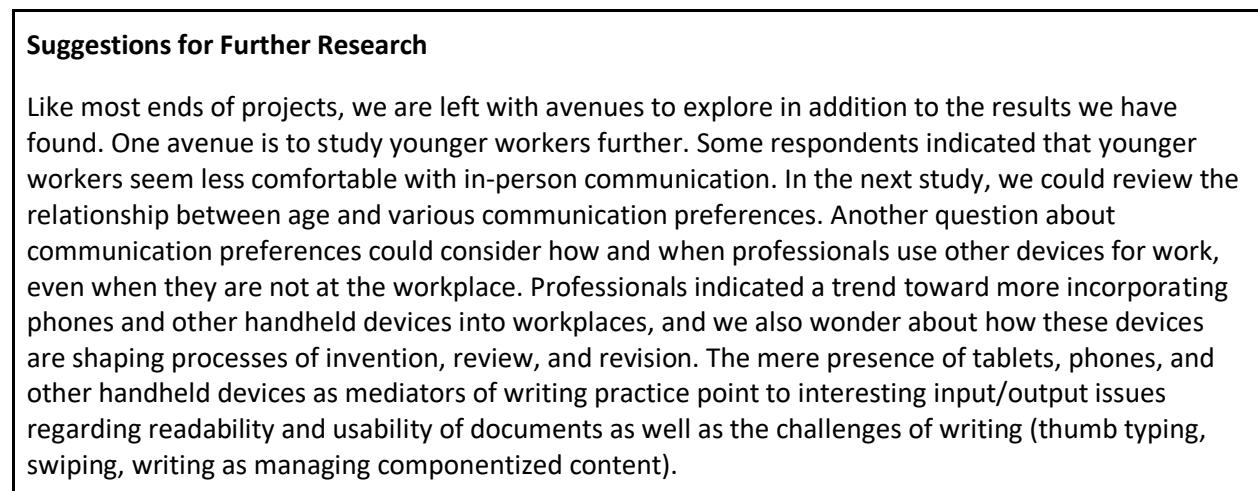 Suggestions for Further Research
Like most ends of projects, we are left with avenues to explore in addition to the results we have
found. One avenue is to study younger workers further. Some respondents indicated that younger
workers seem less comfortable with in-person communication. In the next study, we could review the
relationship between age and various communication preferences. Another question about
communication preferences could consider how and when professionals use other devices for work,
even when they are not at the workplace. Professionals indicated a trend toward more incorporating
phones and other handheld devices into workplaces, and we also wonder about how these devices
are shaping processes of invention, review, and revision. The mere presence of tablets, phones, and
other handheld devices as mediators of writing practice point to interesting input/output issues
regarding readability and usability of documents as well as the challenges of writing (thumb typing,
swiping, writing as managing componentized content).